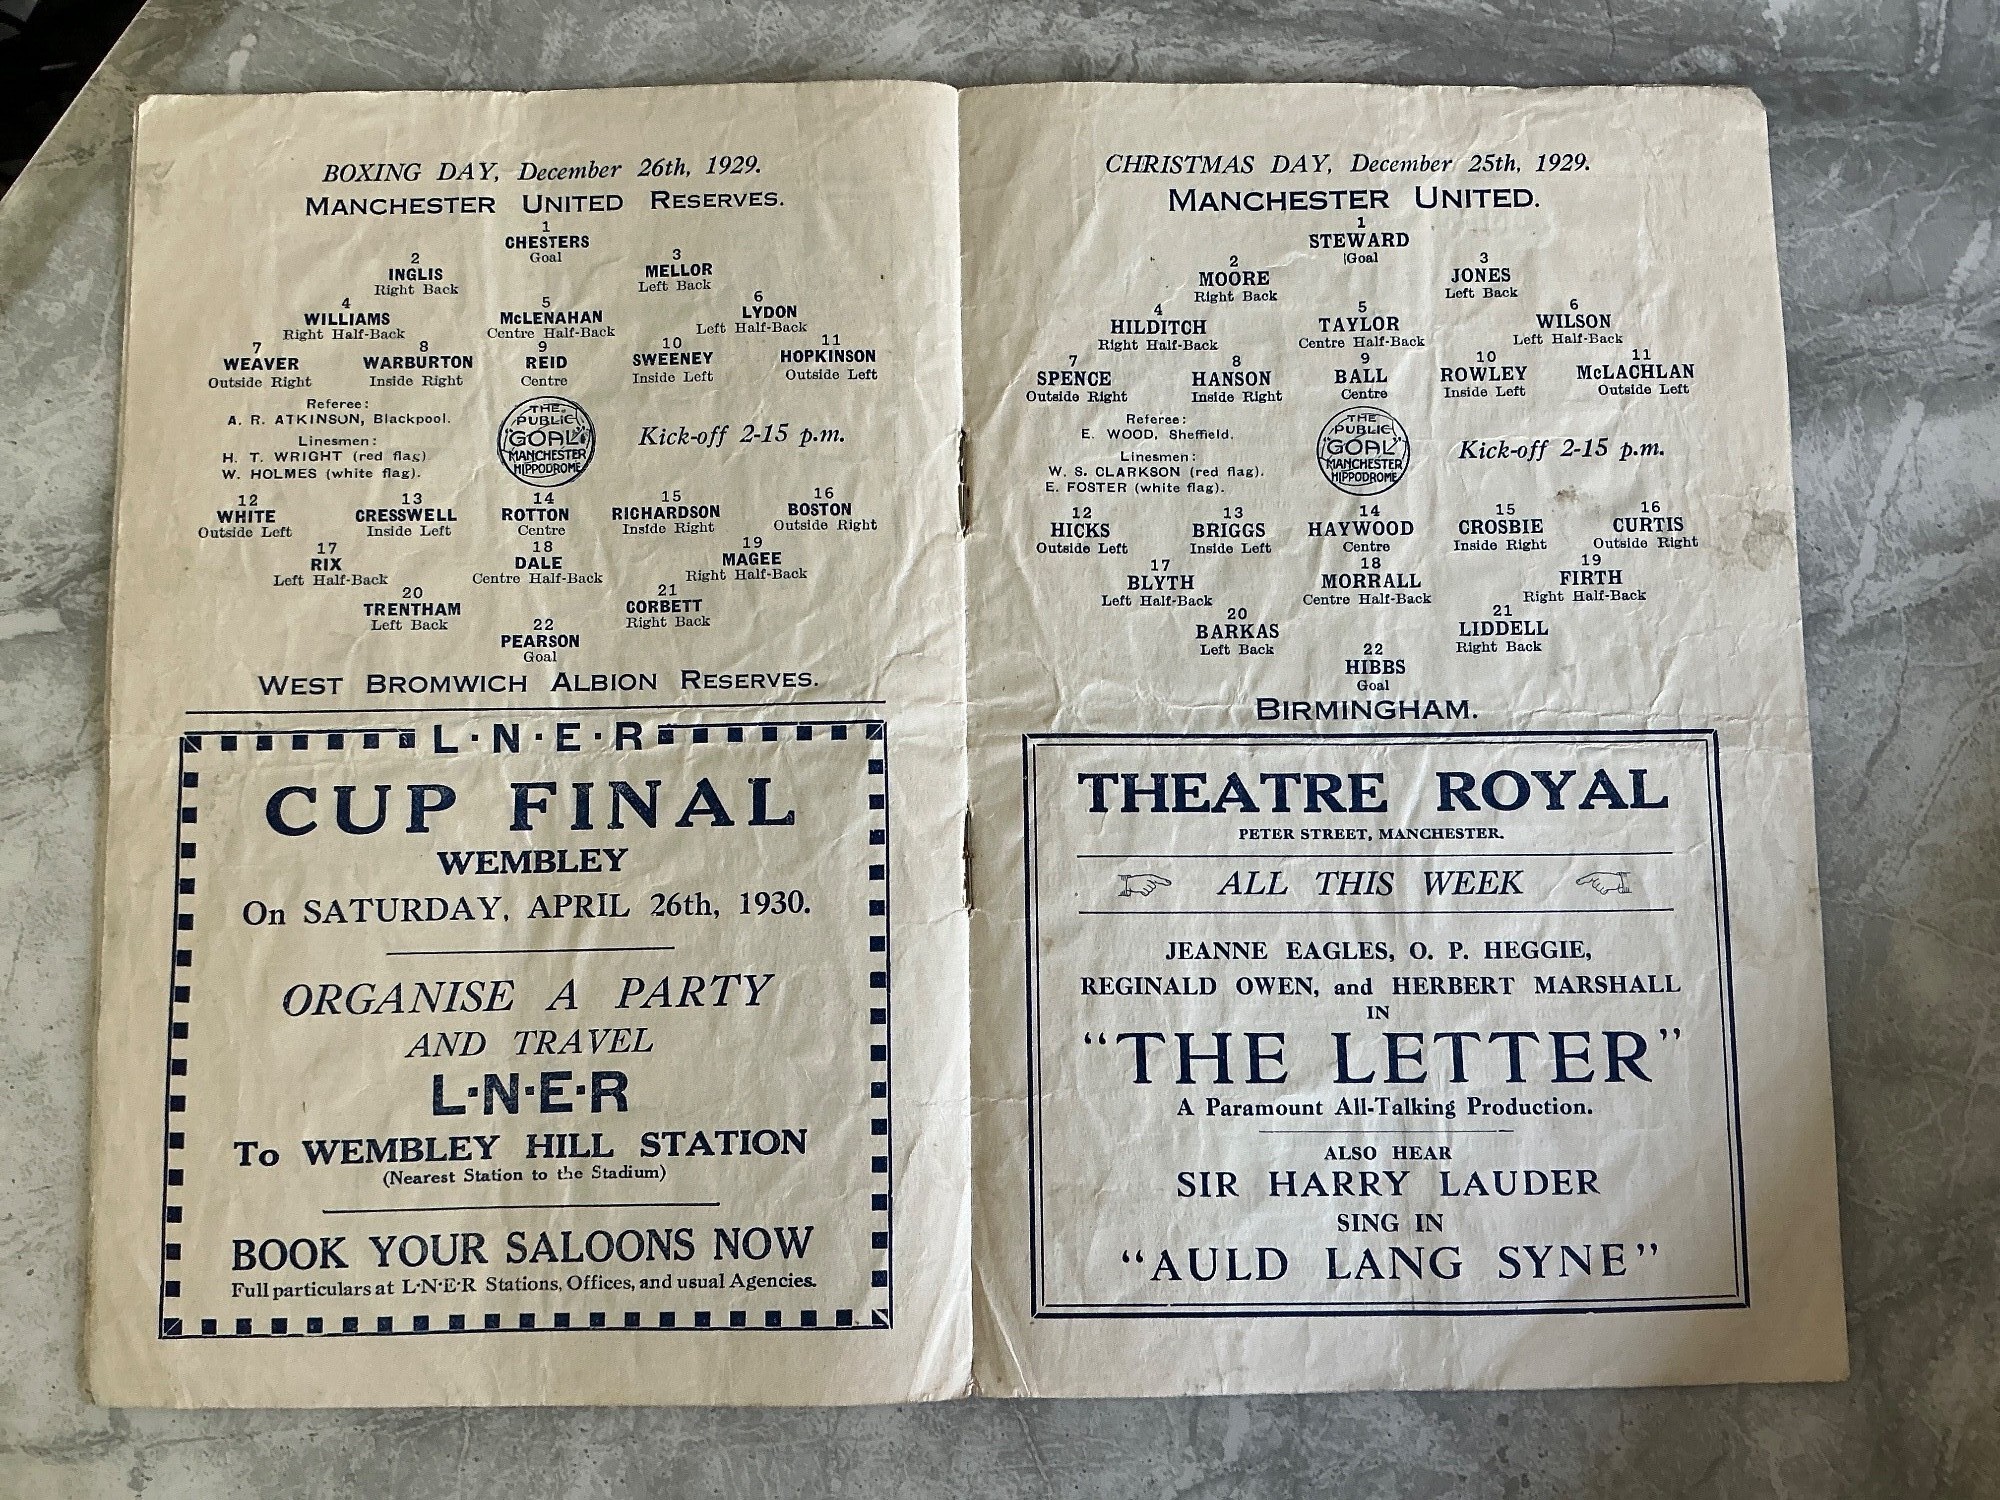 BOXING DAY, December 26th, 1929.
MANCHESTER UNITED RESERVES.
1
CHESTERS
Goal
2 3
INGLIS MELLOR
Right Back Left Back
4 5 6
WILLIAMS McLENAHAN LYDON
Right Half-Back Centre Half-Back Left Half-Back
7 8 9 10 11
WEAVER WARBURTON REID SWEENEY HOPKINSON
Outside Right Inside Right Centre Inside Left Outside Left
Referee:
A. R. ATKINSON, Blackpool.
Linesmen:
H. T. WRIGHT (red flag)
W. HOLMES (white flag).
THE
PUBLIC
"GOAL"
MANCHESTER
HIPPODROME
Kick-off 2-15 p.m.
12 13 14 15 16
WHITE CRESSWELL ROTTON RICHARDSON BOSTON
Outside Left Inside Left Centre Inside Right Outside Right
17 18 19
RIX DALE MAGEE
Left Half-Back Centre Half-Back Right Half-Back
20 21
TRENTHAM CORBETT
Left Back Right Back
22
PEARSON
Goal
WEST BROMWICH ALBION RESERVES.
L·N·E·R
CUP FINAL
WEMBLEY
On SATURDAY, APRIL 26th, 1930.
ORGANISE A PARTY
AND TRAVEL
L·N·E·R
To WEMBLEY HILL STATION
(Nearest Station to the Stadium)
BOOK YOUR SALOONS NOW
Full particulars at L·N·E·R Stations, Offices, and usual Agencies.
CHRISTMAS DAY, December 25th, 1929.
MANCHESTER UNITED.
1
STEWARD
Goal
2 3
MOORE JONES
Right Back Left Back
4 5 6
HILDITCH TAYLOR WILSON
Right Half-Back Centre Half-Back Left Half-Back
7 8 9 10 11
SPENCE HANSON BALL ROWLEY McLACHLAN
Outside Right Inside Right Centre Inside Left Outside Left
Referee:
E. WOOD, Sheffield.
Linesmen:
W. S. CLARKSON (red flag).
E. FOSTER (white flag).
THE
PUBLIC
"GOAL"
MANCHESTER
HIPPODROME
Kick-off 2-15 p.m.
12 13 14 15 16
HICKS BRIGGS HAYWOOD CROSBIE CURTIS
Outside Left Inside Left Centre Inside Right Outside Right
17 18 19
BLYTH MORRALL FIRTH
Left Half-Back Centre Half-Back Right Half-Back
20 21
BARKAS LIDDELL
Left Back Right Back
22
HIBBS
Goal
BIRMINGHAM.
THEATRE ROYAL
PETER STREET, MANCHESTER.
ALL THIS WEEK
JEANNE EAGLES, O. P. HEGGIE,
REGINALD OWEN, and HERBERT MARSHALL
IN
"THE LETTER"
A Paramount All-Talking Production.
ALSO HEAR
SIR HARRY LAUDER
SING IN
"AULD LANG SYNE"